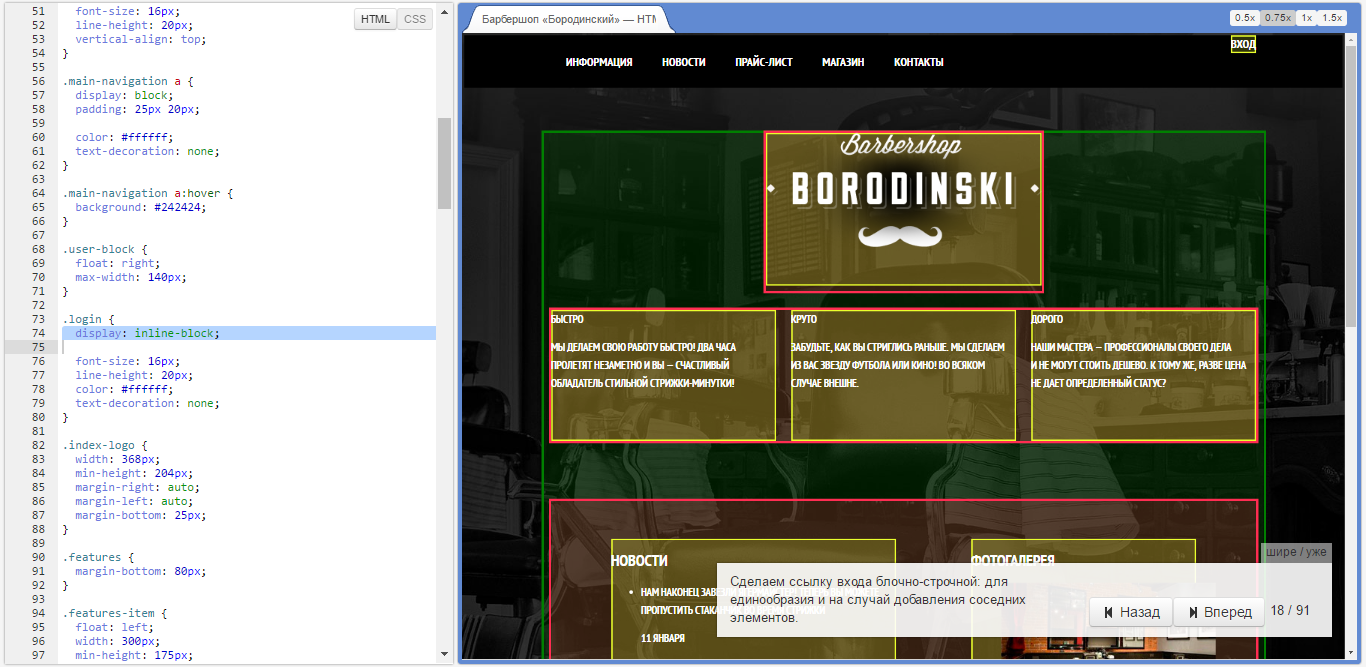 51 font-size: 16px;
52 line-height: 20px;
53 vertical-align: top;
54 }
55
56 .main-navigation a {
57 display: block;
58 padding: 25px 20px;
59
60 color: #ffffff;
61 text-decoration: none;
62 }
63
64 .main-navigation a:hover {
65 background: #242424;
66 }
67
68 .user-block {
69 float: right;
70 max-width: 140px;
71 }
72
73 .login {
74 display: inline-block;
75
76 font-size: 16px;
77 line-height: 20px;
78 color: #ffffff;
79 text-decoration: none;
80 }
81
82 .index-logo {
83 width: 368px;
84 min-height: 204px;
85 margin-right: auto;
86 margin-left: auto;
87 margin-bottom: 25px;
88 }
89
90 .features {
91 margin-bottom: 80px;
92 }
93
94 .features-item {
95 float: left;
96 width: 300px;
97 min-height: 175px;
HTML CSS
Барбершоп «Бородинский» — HTM
0.5x 0.75x 1x 1.5x
ВХОД
ИНФОРМАЦИЯ НОВОСТИ ПРАЙС-ЛИСТ МАГАЗИН КОНТАКТЫ
Barbershop
BORODINSKI
БЫСТРО
МЫ ДЕЛАЕМ СВОЮ РАБОТУ БЫСТРО! ДВА ЧАСА
ПРОЛЕТЯТ НЕЗАМЕТНО И ВЫ — СЧАСТЛИВЫЙ
ОБЛАДАТЕЛЬ СТИЛЬНОЙ СТРИЖКИ-МИНУТКИ!
КРУТО
ЗАБУДЬТЕ, КАК ВЫ СТРИГЛИСЬ РАНЬШЕ. МЫ СДЕЛАЕМ
ИЗ ВАС ЗВЕЗДУ ФУТБОЛА ИЛИ КИНО! ВО ВСЯКОМ
СЛУЧАЕ ВНЕШНЕ.
ДОРОГО
НАШИ МАСТЕРА — ПРОФЕССИОНАЛЫ СВОЕГО ДЕЛА
И НЕ МОГУТ СТОИТЬ ДЕШЕВО. К ТОМУ ЖЕ, РАЗВЕ ЦЕНА
НЕ ДАЕТ ОПРЕДЕЛЕННЫЙ СТАТУС?
НОВОСТИ
НАМ НАКОНЕЦ
ПРОПУСТИТЬ
11 ЯНВАРЯ
ФОТОГАЛЕРЕЯ
шире / уже
Сделаем ссылку входа блочно-строчной: для
единообразия и на случай добавления соседних
элементов.
Назад Вперед 18 / 91